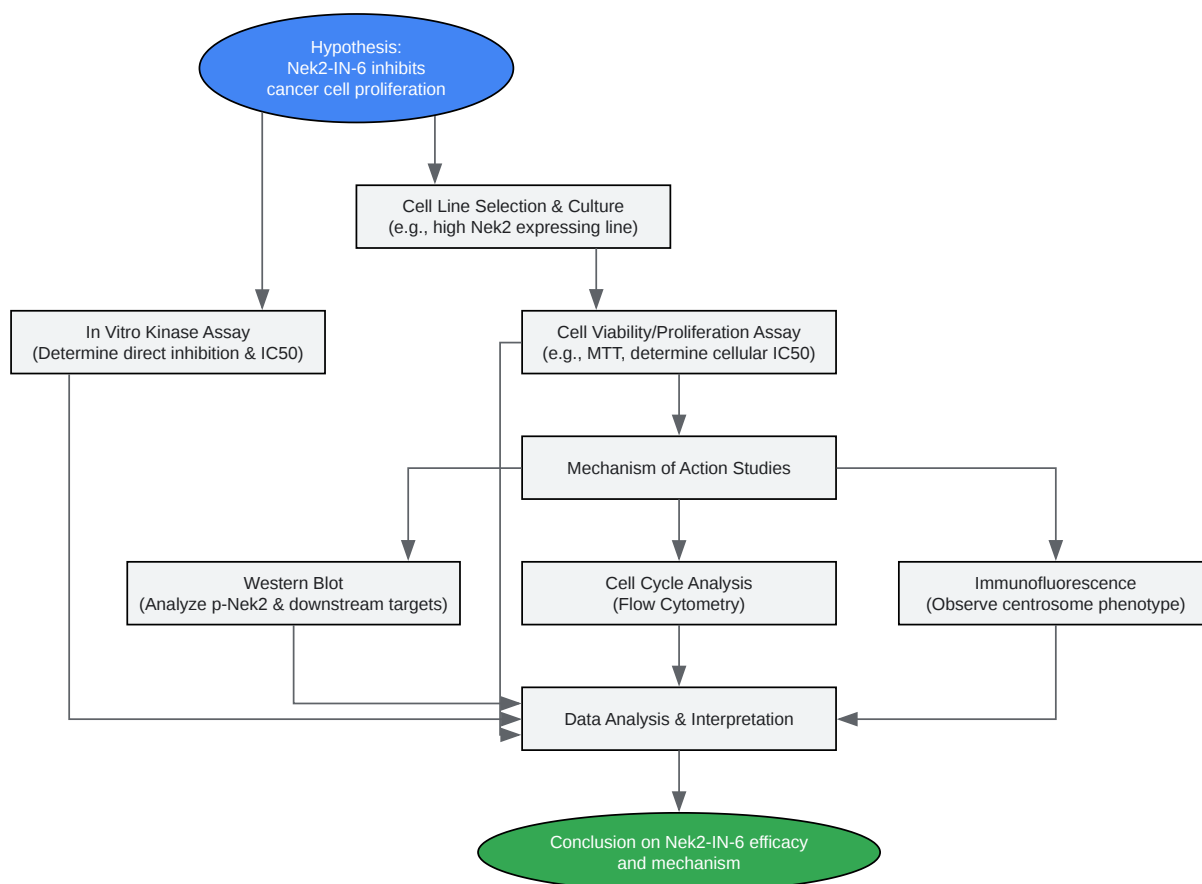 Hypothesis:
Nek2-IN-6 inhibits
cancer cell proliferation
Cell Line Selection & Culture
(e.g., high Nek2 expressing line)
In Vitro Kinase Assay
(Determine direct inhibition & IC50)
Cell Viability/Proliferation Assay
(e.g., MTT, determine cellular IC50)
Mechanism of Action Studies
Western Blot
(Analyze p-Nek2 & downstream targets)
Cell Cycle Analysis
(Flow Cytometry)
Immunofluorescence
(Observe centrosome phenotype)
Data Analysis & Interpretation
Conclusion on Nek2-IN-6 efficacy
and mechanism